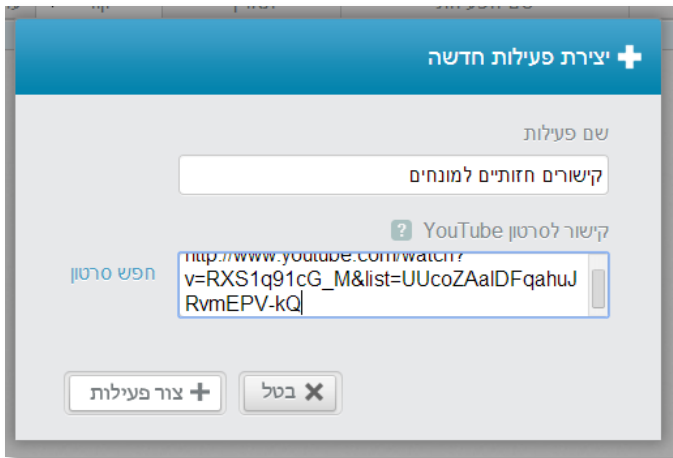 יצירת פעילות חדשה
שם פעילות
קישורים חזותיים למונחים
קישור לסרטון YouTube ?
http://www.youtube.com/watch?
v=RXS1q91cG_M&list=UUcoZAalDFqahuJ
RvmEPV-kQ
חפש סרטון
בטל
צור פעילות